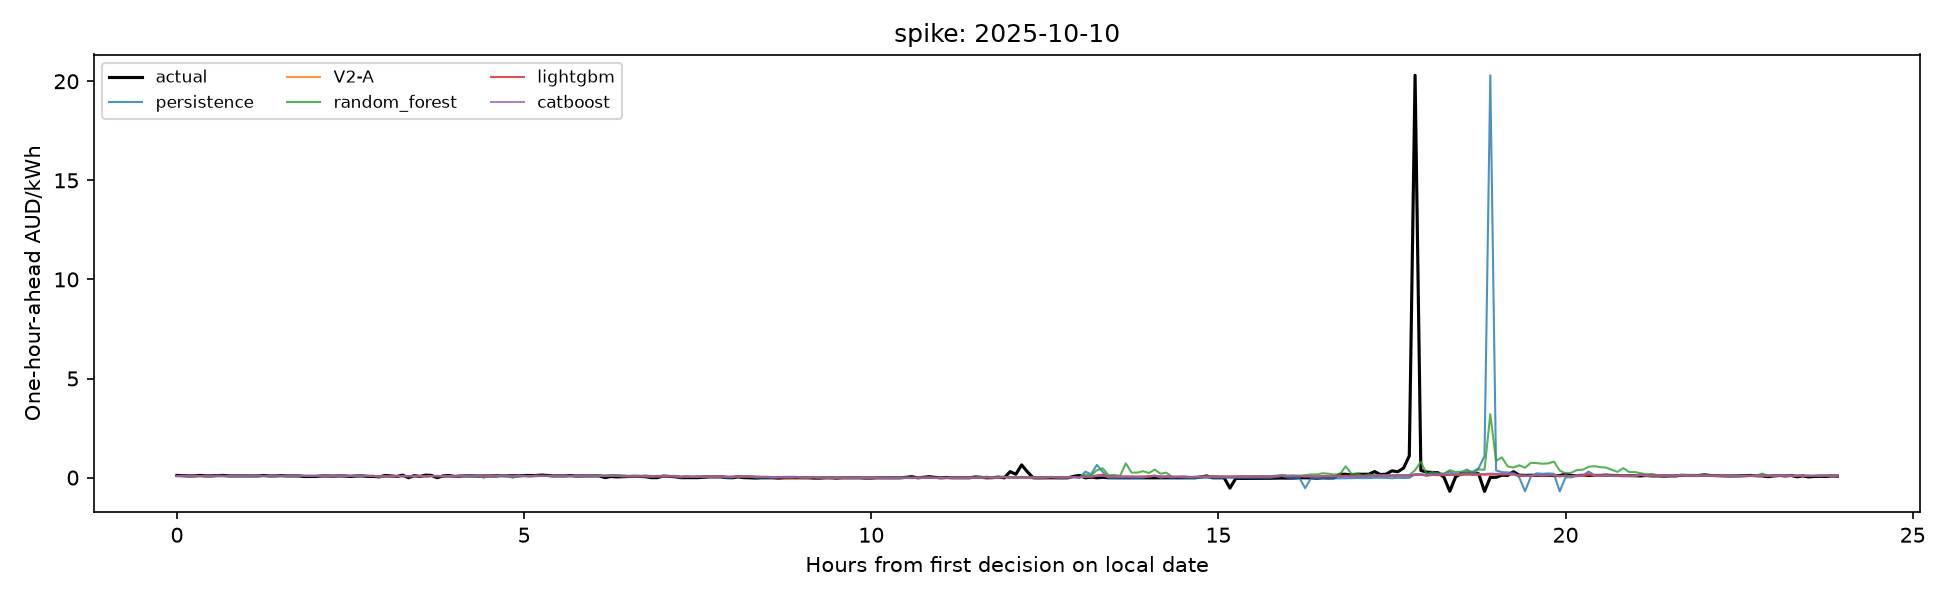 spike: 2025-10-10
actual
persistence
V2-A
random_forest
lightgbm
catboost
One-hour-ahead AUD/kWh
20
15
10
5
0
0 5 10 15 20 25
Hours from first decision on local date